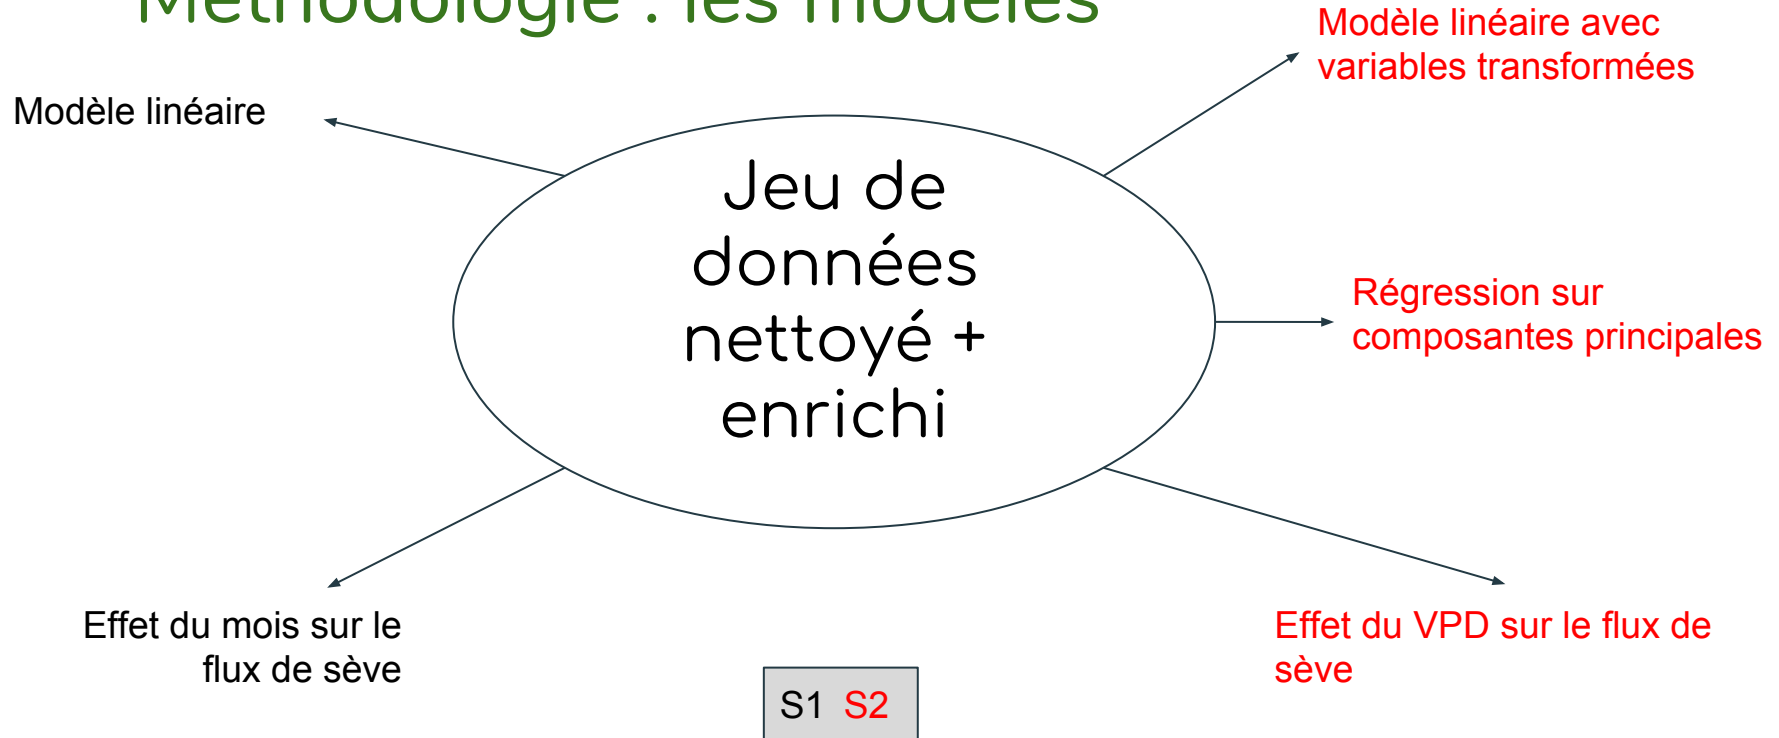 Méthodologie : les modèles
Modèle linéaire avec
variables transformées
Modèle linéaire
Jeu de
données
nettoyé +
enrichi
Régression sur
composantes principales
Effet du mois sur le
flux de sève
Effet du VPD sur le flux de
sève
S1 S2